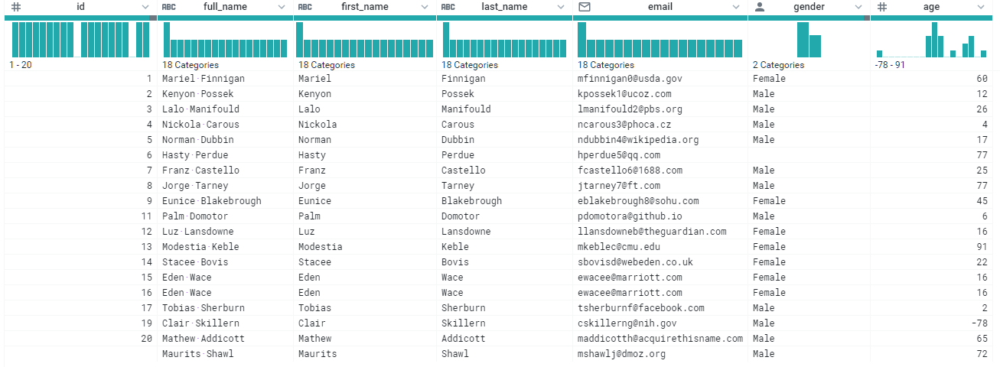 # id ABC full_name ABC first_name ABC last_name email gender # age
1 - 20 18 Categories 18 Categories 18 Categories 18 Categories 2 Categories -78 - 91
1 Mariel·Finnigan Mariel Finnigan mfinnigan0@usda.gov Female 60
2 Kenyon·Possek Kenyon Possek kpossek1@ucoz.com Male 12
3 Lalo·Manifould Lalo Manifould lmanifould2@pbs.org Male 26
4 Nickola·Carous Nickola Carous ncarous3@phoca.cz Male 4
5 Norman·Dubbin Norman Dubbin ndubbin4@wikipedia.org Male 17
6 Hasty·Perdue Hasty Perdue hperdue5@qq.com 77
7 Franz·Castello Franz Castello fcastello6@1688.com Male 25
8 Jorge·Tarney Jorge Tarney jtarney7@ft.com Male 77
9 Eunice·Blakebrough Eunice Blakebrough eblakebrough8@sohu.com Female 45
11 Palm·Domotor Palm Domotor pdomotora@github.io Male 6
12 Luz·Lansdowne Luz Lansdowne llansdowneb@theguardian.com Female 16
13 Modestia·Keble Modestia Keble mkeblec@cmu.edu Female 91
14 Stacee·Bovis Stacee Bovis sbovisd@webeden.co.uk Female 22
15 Eden·Wace Eden Wace ewacee@marriott.com Female 16
16 Eden·Wace Eden Wace ewacee@marriott.com Female 16
17 Tobias·Sherburn Tobias Sherburn tsherburnf@facebook.com Male 2
19 Clair·Skillern Clair Skillern cskillerng@nih.gov Male -78
20 Mathew·Addicott Mathew Addicott maddicotth@acquirethisname.com Male 65
Maurits·Shawl Maurits Shawl mshawlj@dmoz.org Male 72